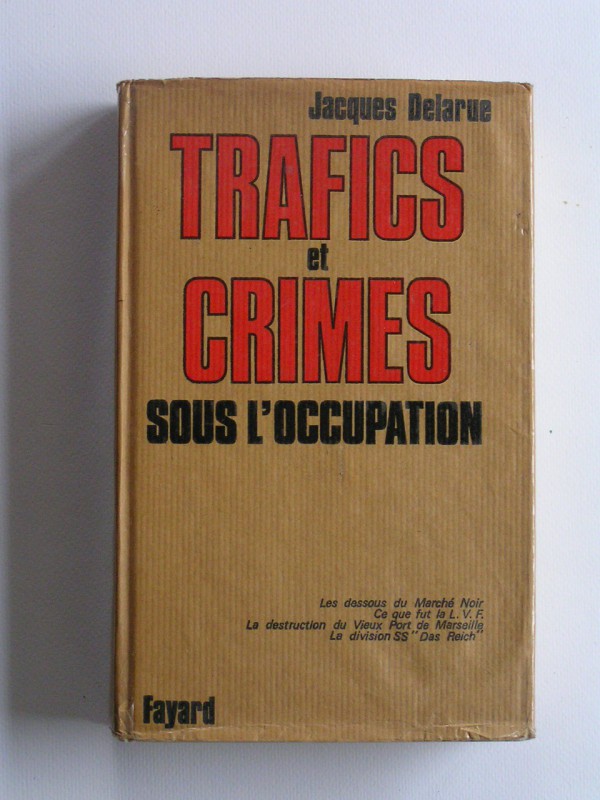 Jacques Delarue
TRAFICS
et
CRIMES
SOUS L'OCCUPATION
Les dessous du Marché Noir
Ce que fut la L.V.F.
La destruction du Vieux Port de Marseille
La division SS "Das Reich"
Fayard